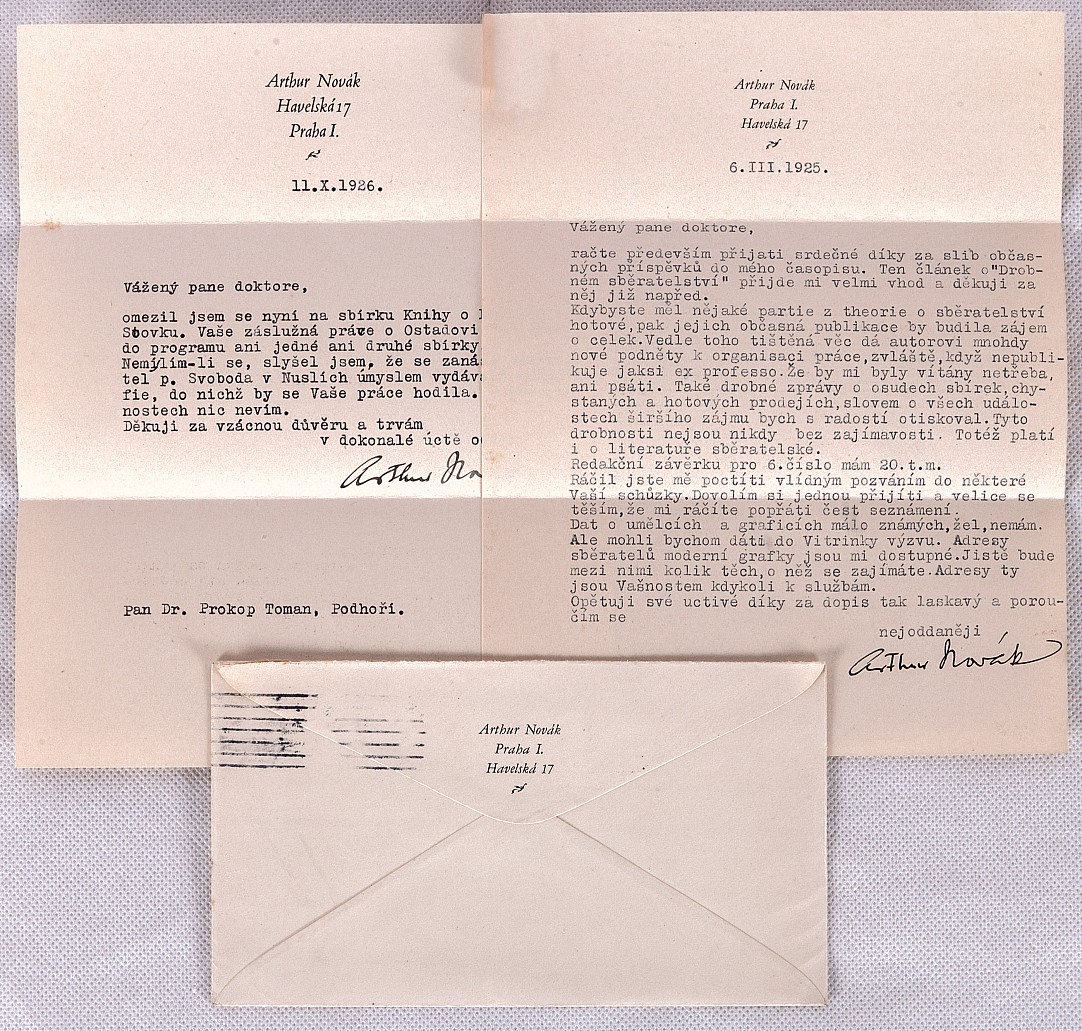 Arthur Novák
Havelská 17
Praha I.
11.X.1926.
Vážený pane doktore,
omezil jsem se nyní na sbírku Knihy o
Stovku. Vaše záslužná práce o Ostadovi
do programu ani jedné ani druhé sbírky
Nemýlím-li se, slyšel jsem, že se
tel p. Svoboda v Nuslích úmyslem
fie, do nichž by se Vaše práce hodila.
nostech nic nevím.
Děkuji za vzácnou důvěru a trvám
v dokonalé úctě
Arthur
Pan Dr. Prokop Toman, Podhoří.
Arthur Novák
Praha I.
Havelská 17
6.III.1925.
Vážený pane doktore,
račte především přijati srdečné díky za slib občas-
ných příspěvků do mého časopisu. Ten článek o"Drob-
ném sběratelství" přijde mi velmi vhod a děkuji za
něj již napřed.
Kdybyste měl nějaké partie z theorie o sběratelství
hotové,pak jejich občasná publikace by budila zájem
o celek.Vedle toho tištěná věc dá autorovi mnohdy
nové podněty k organisaci práce,zvláště,když nepubli-
kuje jaksi ex professo.Že by mi byly vítány netřeba,
ani psáti. Také drobné zprávy o osudech sbírek,chy-
staných a hotových prodejích,slovem o všech událo-
stech širšího zájmu bych s radostí otiskoval.Tyto
drobnosti nejsou nikdy bez zajímavosti. Totéž platí
i o literatuře sběratelské.
Redakční závěrku pro 6.číslo mám 20.t.m.
Ráčil jste mě poctíti vlídným pozváním do některé
Vaší schůzky.Dovolím si jednou přijíti a velice se
těším,že mi ráčíte popřáti čest seznámení.
Dat o umělcích a graficích málo známých,žel,nemám.
Ale mohli bychom dáti do Vitrinky výzvu. Adresy
sběratelů moderní grafky jsou mi dostupné.Jistě bude
mezi nimi kolik těch,o něž se zajímáte.Adresy ty
jsou Vašnostem kdykoli k službám.
Opětuji své uctivé díky za dopis tak laskavý a porou-
čím se
nejoddaněji
Arthur Novák
Arthur Novák
Praha I.
Havelská 17